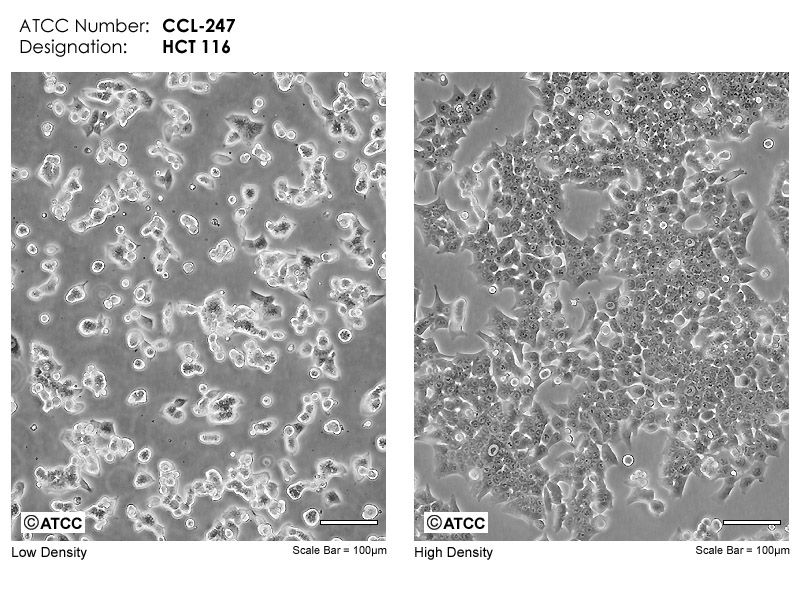 ATCC Number: CCL-247
Designation: HCT 116
©ATCC
©ATCC
Low Density
Scale Bar = 100µm
High Density
Scale Bar = 100µm